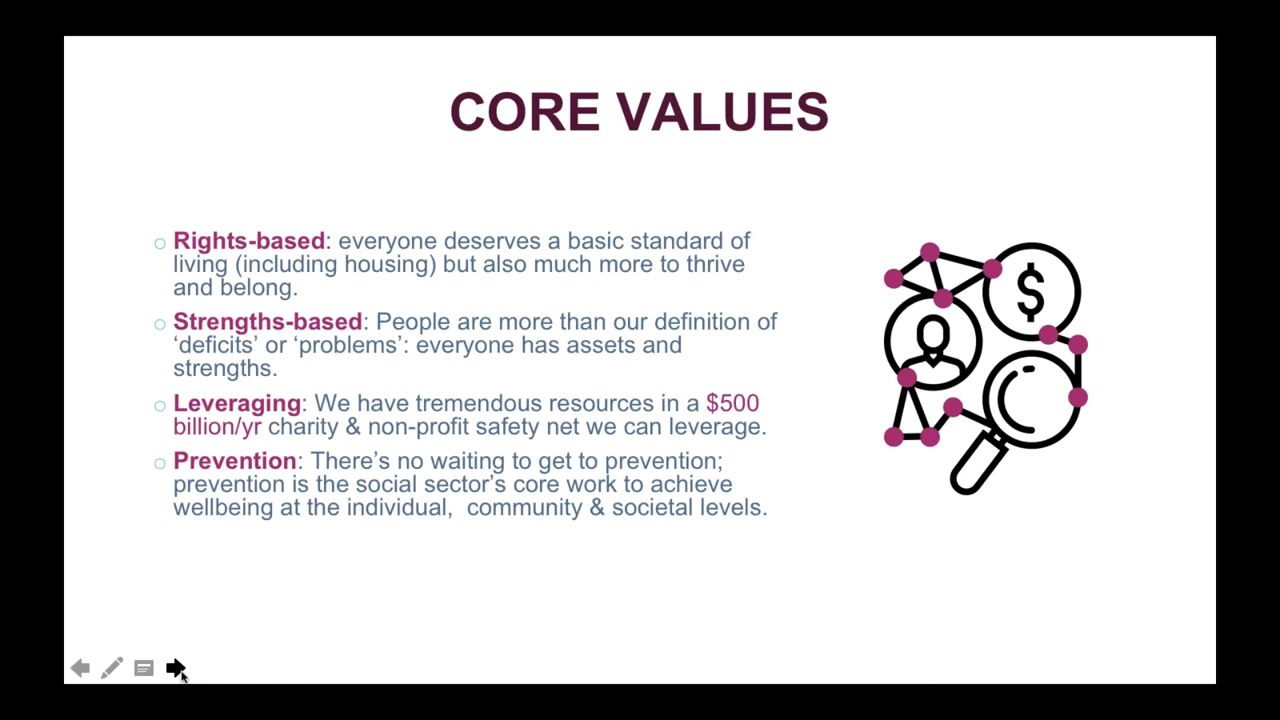 CORE VALUES
Rights-based: everyone deserves a basic standard of
living (including housing) but also much more to thrive
and belong.
Strengths-based: People are more than our definition of
‘deficits’ or ‘problems’: everyone has assets and
strengths.
Leveraging: We have tremendous resources in a $500
billion/yr charity & non-profit safety net we can leverage.
Prevention: There’s no waiting to get to prevention;
prevention is the social sector’s core work to achieve
wellbeing at the individual,  community & societal levels.
$